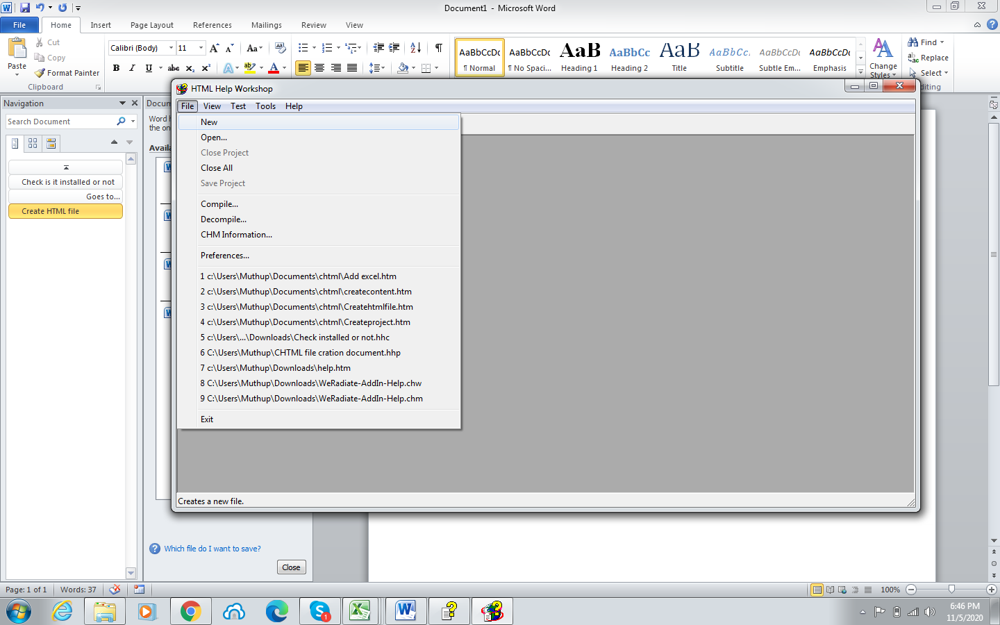 Document1 - Microsoft Word
File Home Insert Page Layout References Mailings Review View
Paste
Cut
Copy
Format Painter
Clipboard
Calibri (Body) 11
B I U abc x₂ x² A ab A
A A Aa
¶
AaBbCcDc AaBbCcDc AaBbCc AaBbCc AaBbCcI AaBbCcDc AaBbCcDc
¶ Normal ¶ No Spaci... Heading 1 Heading 2 Title Subtitle Subtle Em... Emphasis
Change
Styles
Find
Replace
Select
diting
Navigation
Search Document
Check is it installed or not
Goes to...
Create HTML file
Docum
Word h
the on
Availa
HTML Help Workshop
File View Test Tools Help
New
Open...
Close Project
Close All
Save Project
Compile...
Decompile...
CHM Information...
Preferences...
1 c:\Users\Muthup\Documents\chtml\Add excel.htm
2 c:\Users\Muthup\Documents\chtml\createcontent.htm
3 c:\Users\Muthup\Documents\chtml\Createhtmlfile.htm
4 c:\Users\Muthup\Documents\chtml\Createproject.htm
5 c:\Users\...\Downloads\Check installed or not.hhc
6 C:\Users\Muthup\CHTML file cration document.hhp
7 c:\Users\Muthup\Downloads\help.htm
8 C:\Users\Muthup\Downloads\WeRadiate-AddIn-Help.chw
9 C:\Users\Muthup\Downloads\WeRadiate-AddIn-Help.chm
Exit
Creates a new file.
Which file do I want to save?
Close
Page: 1 of 1 Words: 37
100%
6:46 PM
11/5/2020